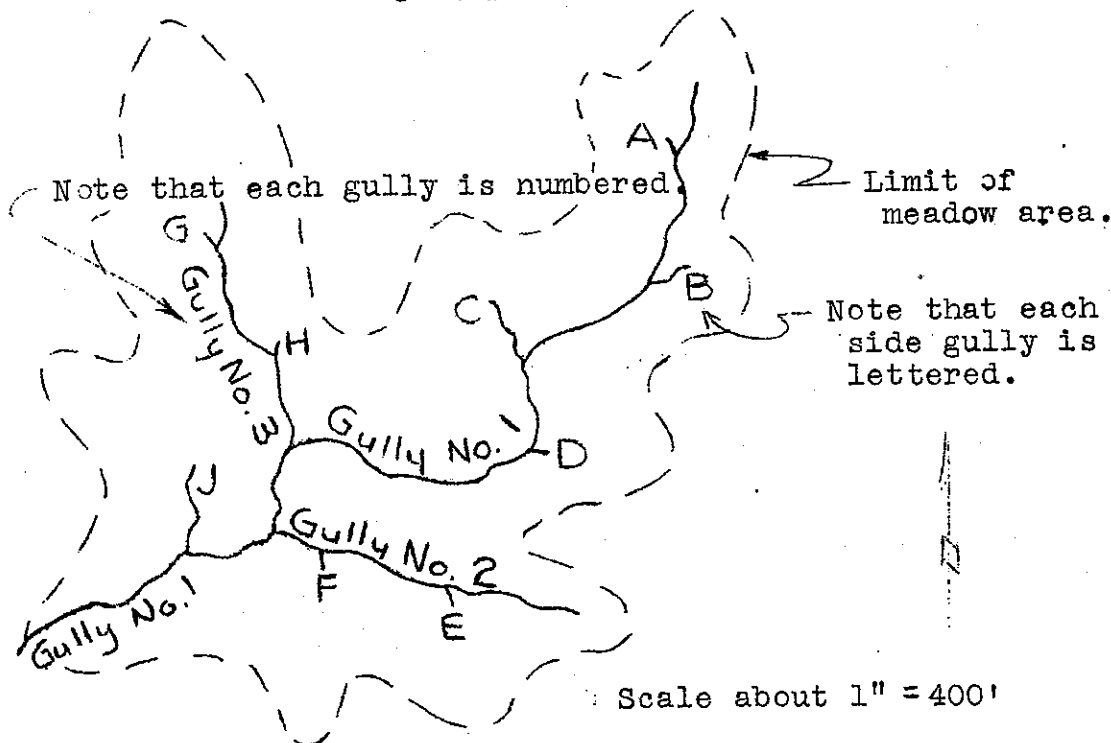 A
Note that each gully is numbered.
Limit of
meadow area.
G
B
C
Note that each
side gully is
lettered.
H
Gully No. 3
Gully No. 1
D
J
Gully No. 2
F
E
Gully No. 1
Scale about 1" = 400'